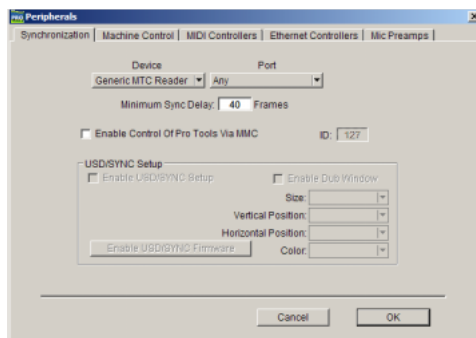 PRO Peripherals
Synchronization | Machine Control | MIDI Controllers | Ethernet Controllers | Mic Preamps |
Device Port
Generic MTC Reader Any
Minimum Sync Delay: 40 Frames
Enable Control Of Pro Tools Via MMC ID: 127
USD/SYNC Setup
Enable USD/SYNC Setup Enable Dub Window
Size:
Vertical Position:
Horizontal Position:
Enable USD/SYNC Firmware Color:
Cancel OK